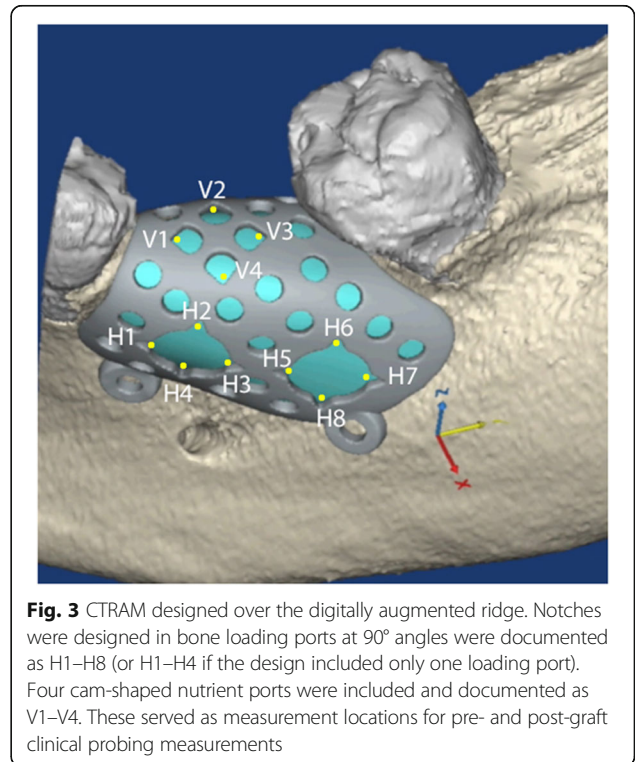 V2
V1
V3
V4
H2
H6
H1
H5
H3
H7
H4
H8
Z
X
Fig. 3 CTRAM designed over the digitally augmented ridge. Notches
were designed in bone loading ports at 90° angles were documented
as H1–H8 (or H1–H4 if the design included only one loading port).
Four cam-shaped nutrient ports were included and documented as
V1–V4. These served as measurement locations for pre- and post-graft
clinical probing measurements